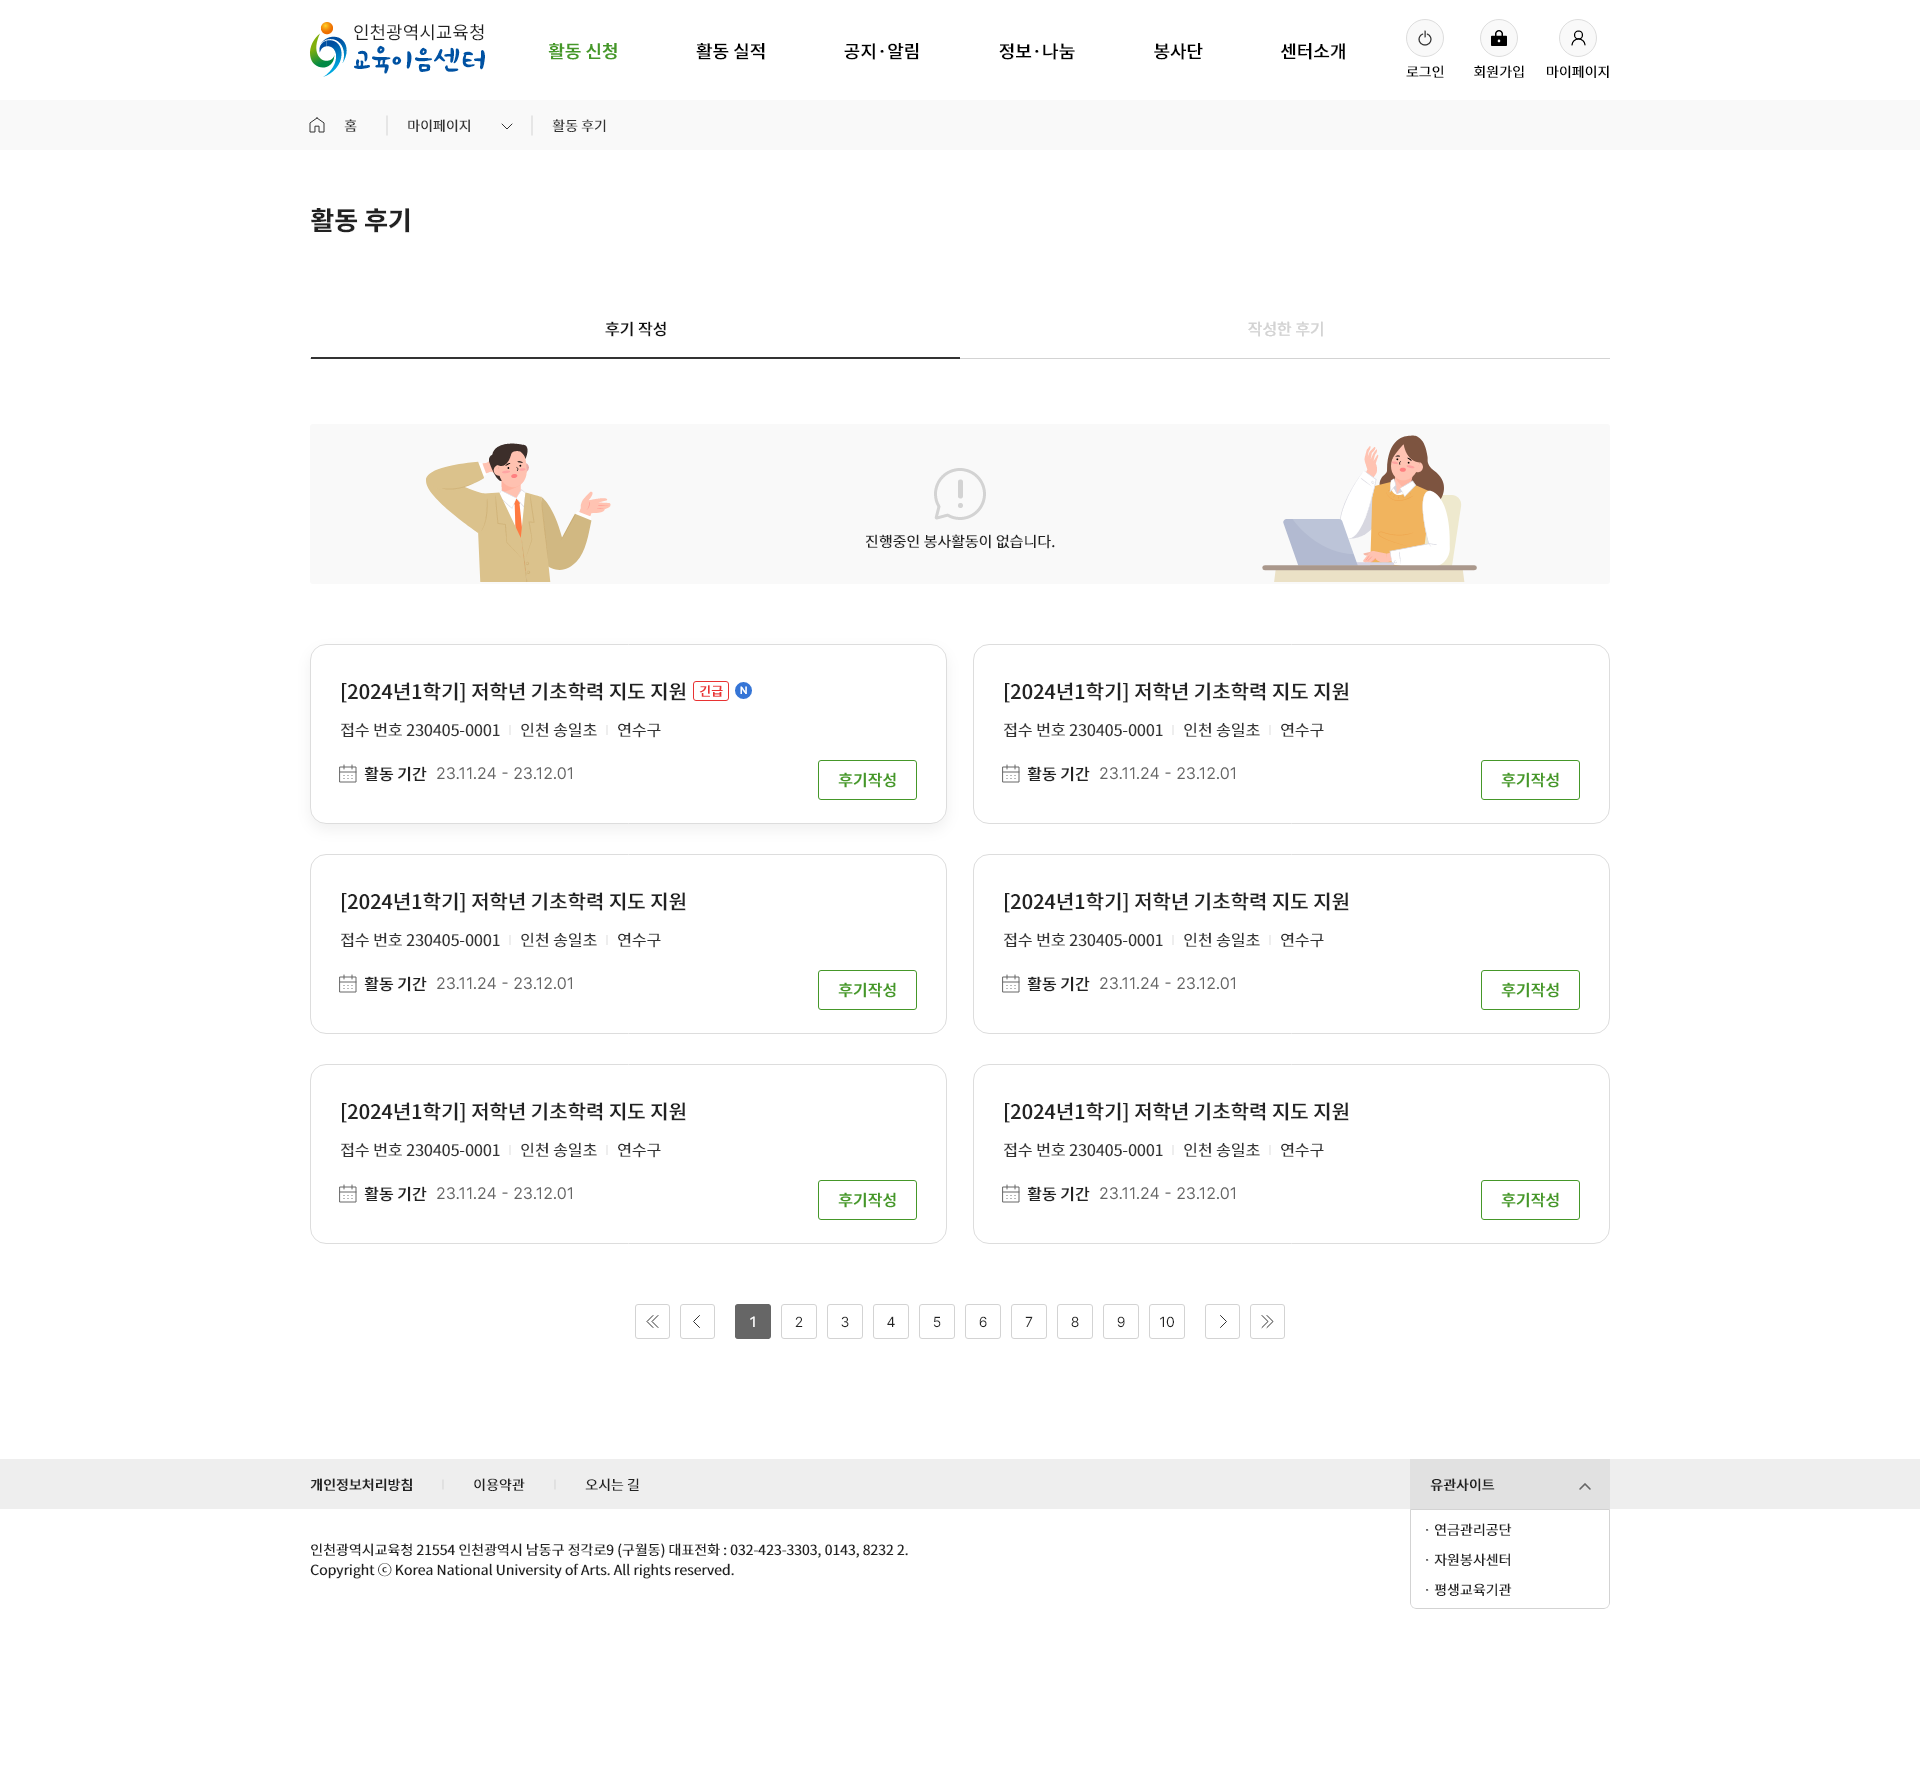 인천광역시교육청
교육이음센터
활동 신청
활동 실적
공지·알림
정보·나눔
봉사단
센터소개
로그인
회원가입
마이페이지
홈
마이페이지
활동 후기
활동 후기
후기 작성
작성한 후기
진행중인 봉사활동이 없습니다.
[2024년1학기] 저학년 기초학력 지도 지원 긴급 N
접수 번호 230405-0001 인천 송일초 연수구
활동 기간 23.11.24 - 23.12.01
후기작성
[2024년1학기] 저학년 기초학력 지도 지원
접수 번호 230405-0001 인천 송일초 연수구
활동 기간 23.11.24 - 23.12.01
후기작성
[2024년1학기] 저학년 기초학력 지도 지원
접수 번호 230405-0001 인천 송일초 연수구
활동 기간 23.11.24 - 23.12.01
후기작성
[2024년1학기] 저학년 기초학력 지도 지원
접수 번호 230405-0001 인천 송일초 연수구
활동 기간 23.11.24 - 23.12.01
후기작성
[2024년1학기] 저학년 기초학력 지도 지원
접수 번호 230405-0001 인천 송일초 연수구
활동 기간 23.11.24 - 23.12.01
후기작성
[2024년1학기] 저학년 기초학력 지도 지원
접수 번호 230405-0001 인천 송일초 연수구
활동 기간 23.11.24 - 23.12.01
후기작성
1 2 3 4 5 6 7 8 9 10
개인정보처리방침
이용약관
오시는 길
유관사이트
· 연금관리공단
· 자원봉사센터
· 평생교육기관
인천광역시교육청 21554 인천광역시 남동구 정각로9 (구월동) 대표전화 : 032-423-3303, 0143, 8232 2.
Copyright ⓒ Korea National University of Arts. All rights reserved.